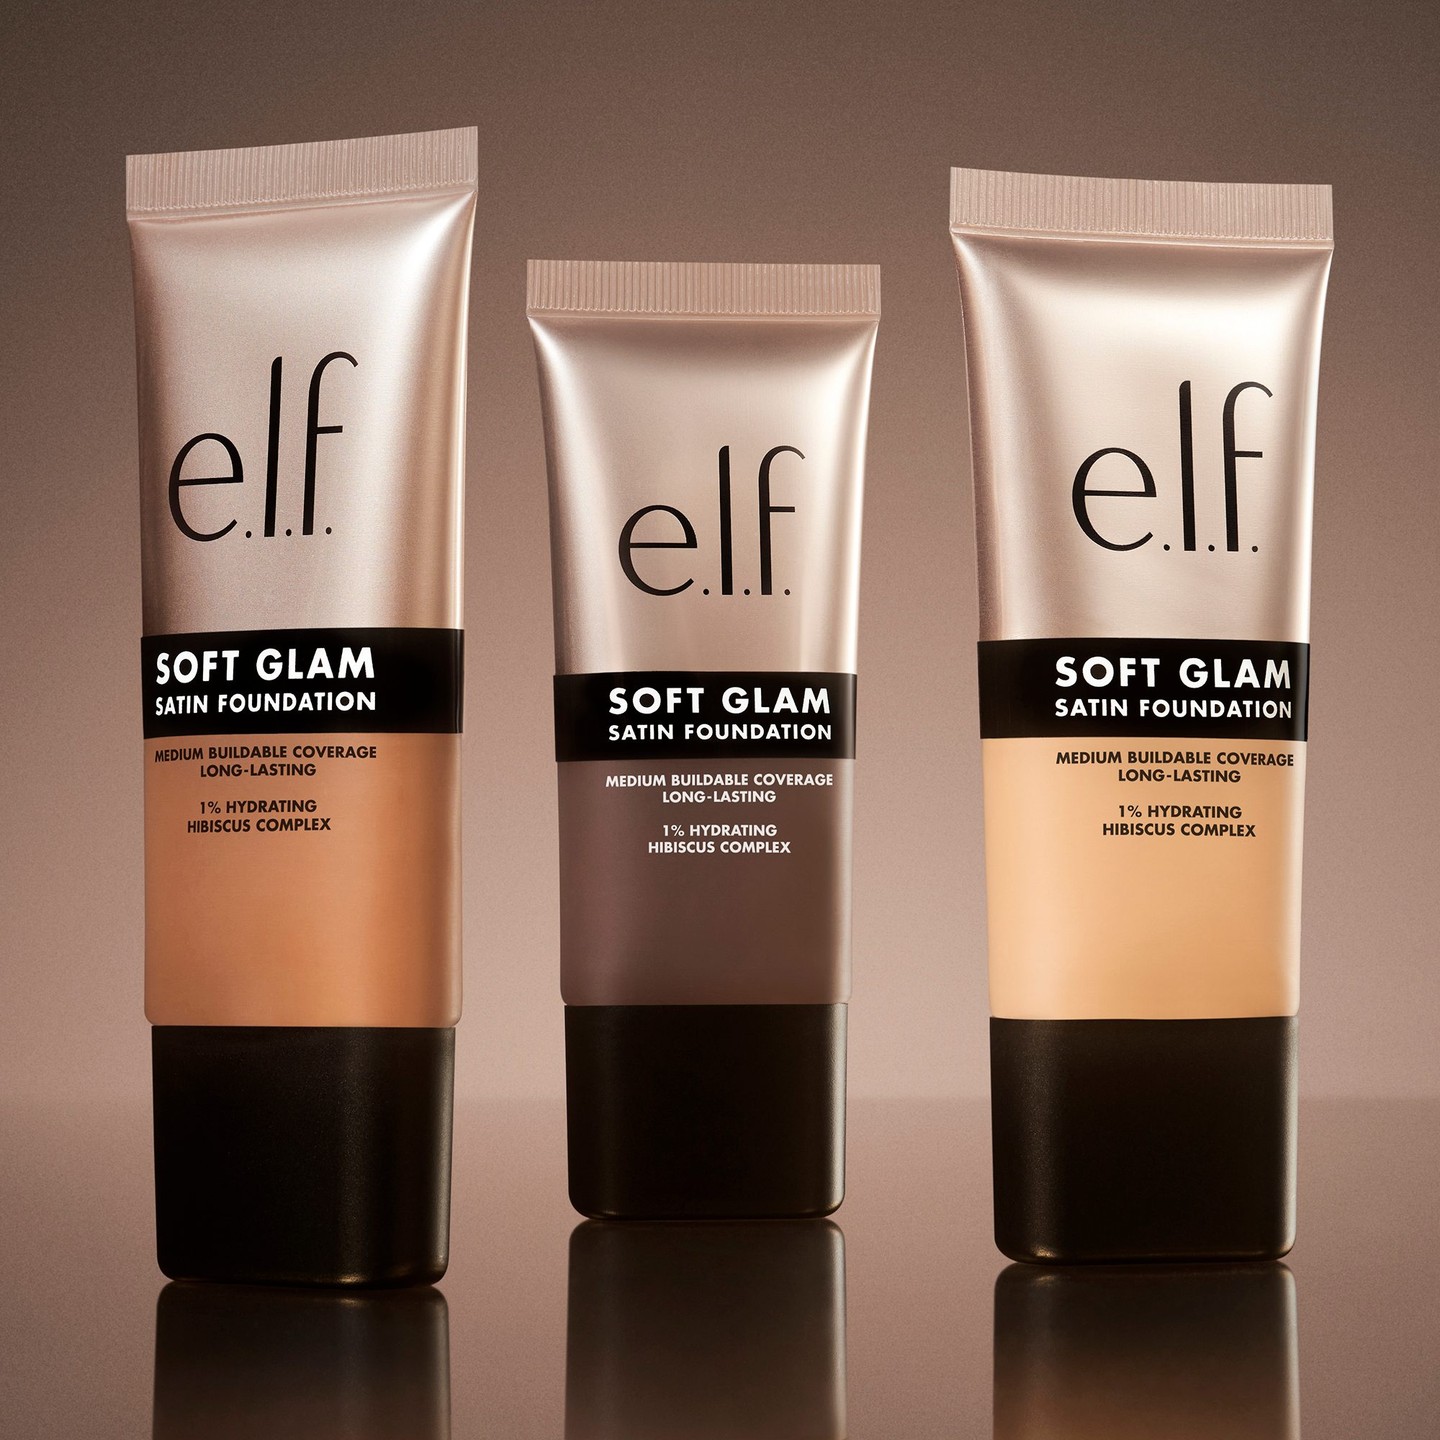 e.l.f.
SOFT GLAM
SATIN FOUNDATION
MEDIUM BUILDABLE COVERAGE
LONG-LASTING
1% HYDRATING
HIBISCUS COMPLEX
e.l.f.
SOFT GLAM
SATIN FOUNDATION
MEDIUM BUILDABLE COVERAGE
LONG-LASTING
1% HYDRATING
HIBISCUS COMPLEX
e.l.f.
SOFT GLAM
SATIN FOUNDATION
MEDIUM BUILDABLE COVERAGE
LONG-LASTING
1% HYDRATING
HIBISCUS COMPLEX